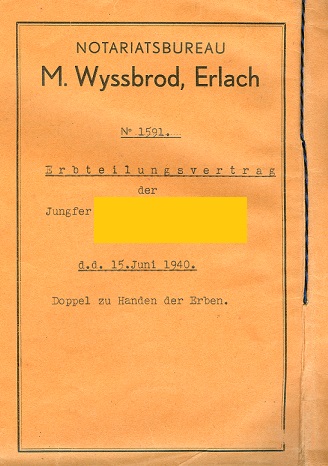 NOTARIATSBUREAU
M. Wyssbrod, Erlach
No 1591.
Erbteilungsvertrag
der
Jungfer
d.d. 15.Juni 1940.
Doppel zu Handen der Erben.